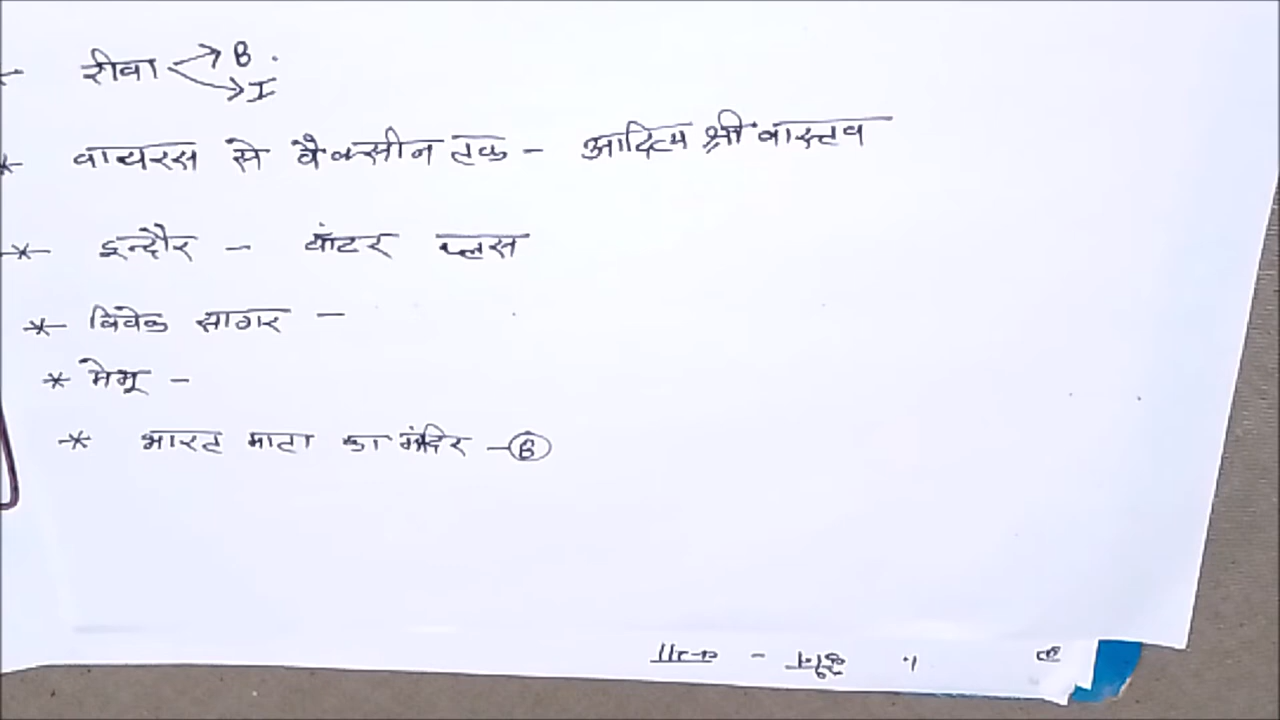 रीवा → B.
→ I
* वायरस से वैक्सीन तक - आदित्य श्रीवास्तव
* इन्दौर - वॉटर प्लस
* विवेक सागर -
* मेमू -
* भारत माता का मंदिर - B